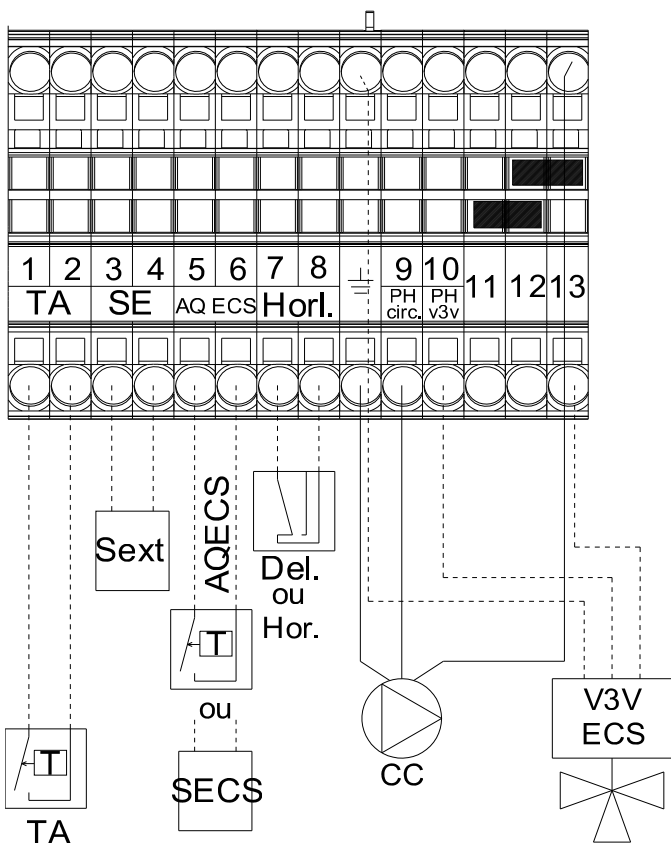 1 2 3 4 5 6 7 8 9 10 11 12 13
TA SE AQ ECS Horl. PH circ. PH v3v
Sext
AQECS
T
ou
SECS
Del.
ou
Hor.
T
TA
CC
V3V
ECS